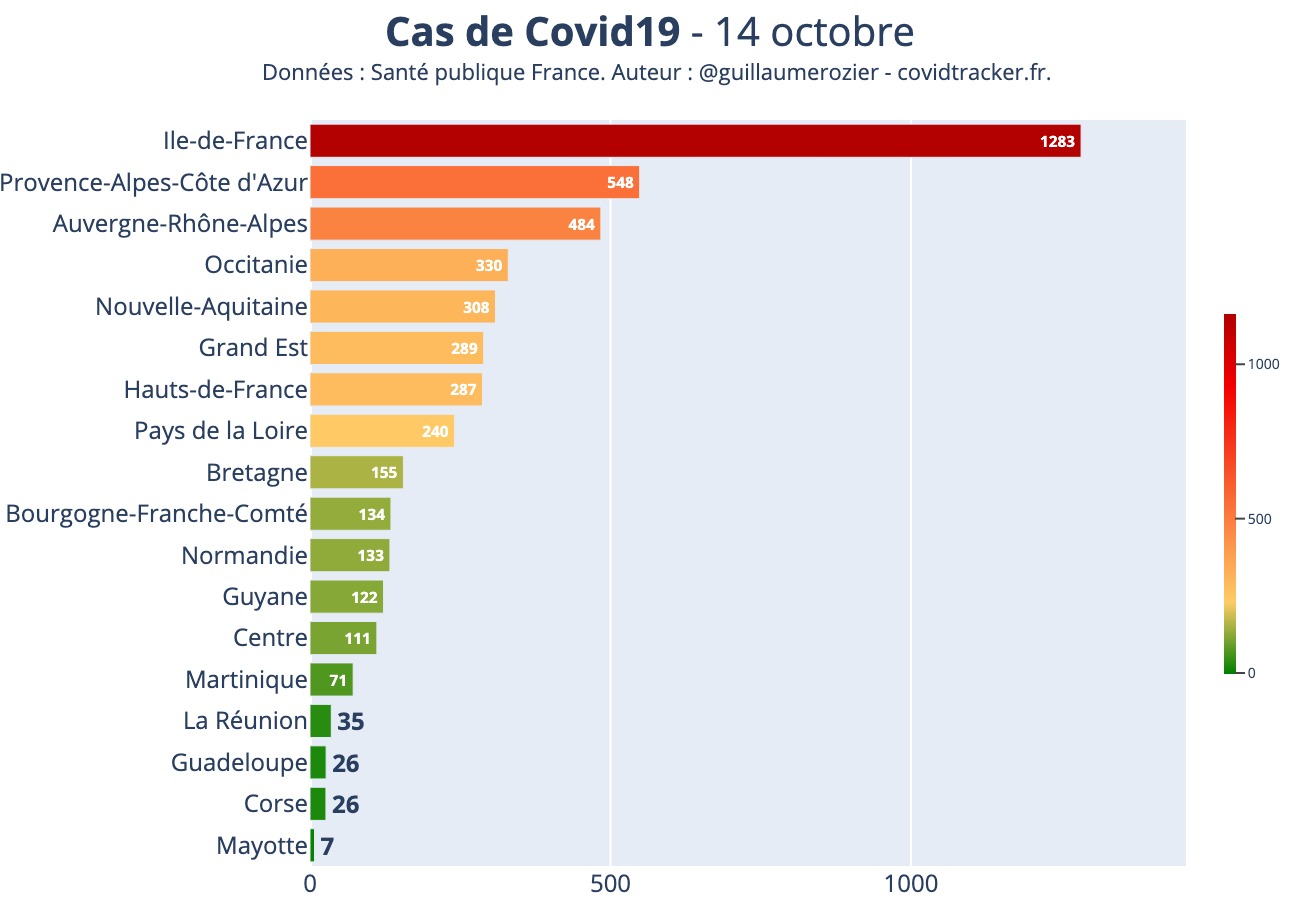 Cas de Covid19 - 14 octobre
Données : Santé publique France. Auteur : @guillaumerozier - covidtracker.fr.
Ile-de-France 1283
Provence-Alpes-Côte d'Azur 548
Auvergne-Rhône-Alpes 484
Occitanie 330
Nouvelle-Aquitaine 308
Grand Est 289
Hauts-de-France 287
Pays de la Loire 240
Bretagne 155
Bourgogne-Franche-Comté 134
Normandie 133
Guyane 122
Centre 111
Martinique 71
La Réunion 35
Guadeloupe 26
Corse 26
Mayotte 7
0 500 1000
1000
500
0